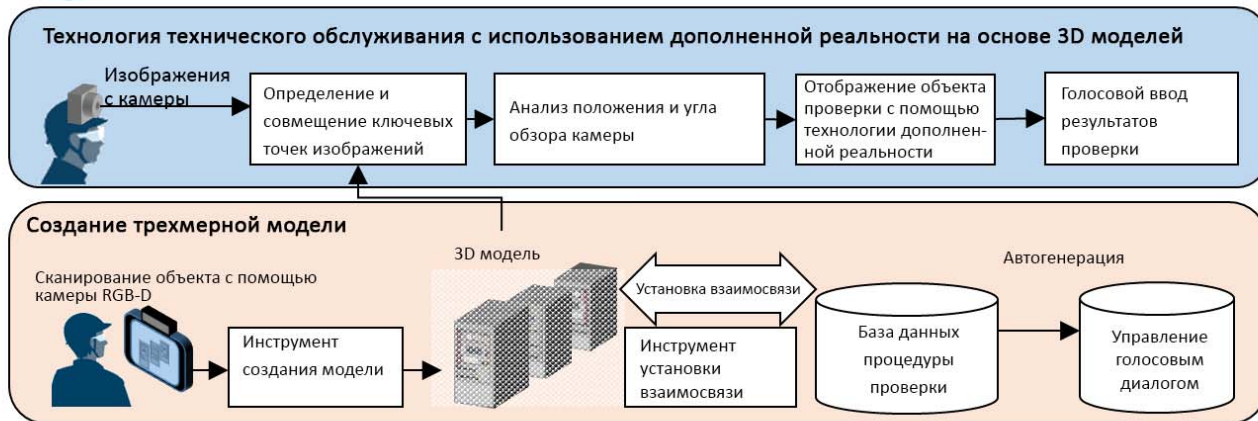 Технология технического обслуживания с использованием дополненной реальности на основе 3D моделей
Изображения
с камеры
Определение и
совмещение ключевых
точек изображений
Анализ положения и угла
обзора камеры
Отображение объекта
проверки с помощью
технологии дополнен-
ной реальности
Голосовой ввод
результатов
проверки
Создание трехмерной модели
Сканирование объекта с помощью
камеры RGB-D
Инструмент
создания модели
3D модель
Установка взаимосвязи
Инструмент
установки
взаимосвязи
База данных
процедуры
проверки
Автогенерация
Управление
голосовым
диалогом